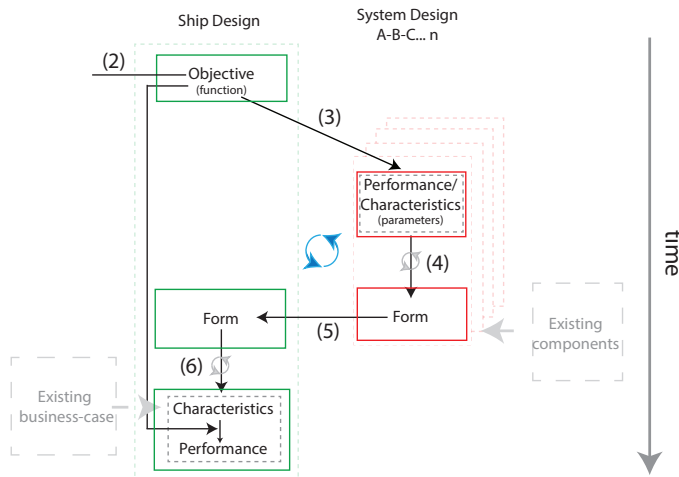 Ship Design
System Design
A-B-C... n
(2)
Objective
(function)
(3)
Performance/
Characteristics
(parameters)
(4)
time
Form
(5)
Form
Existing
components
(6)
Existing
business-case
Characteristics
Performance